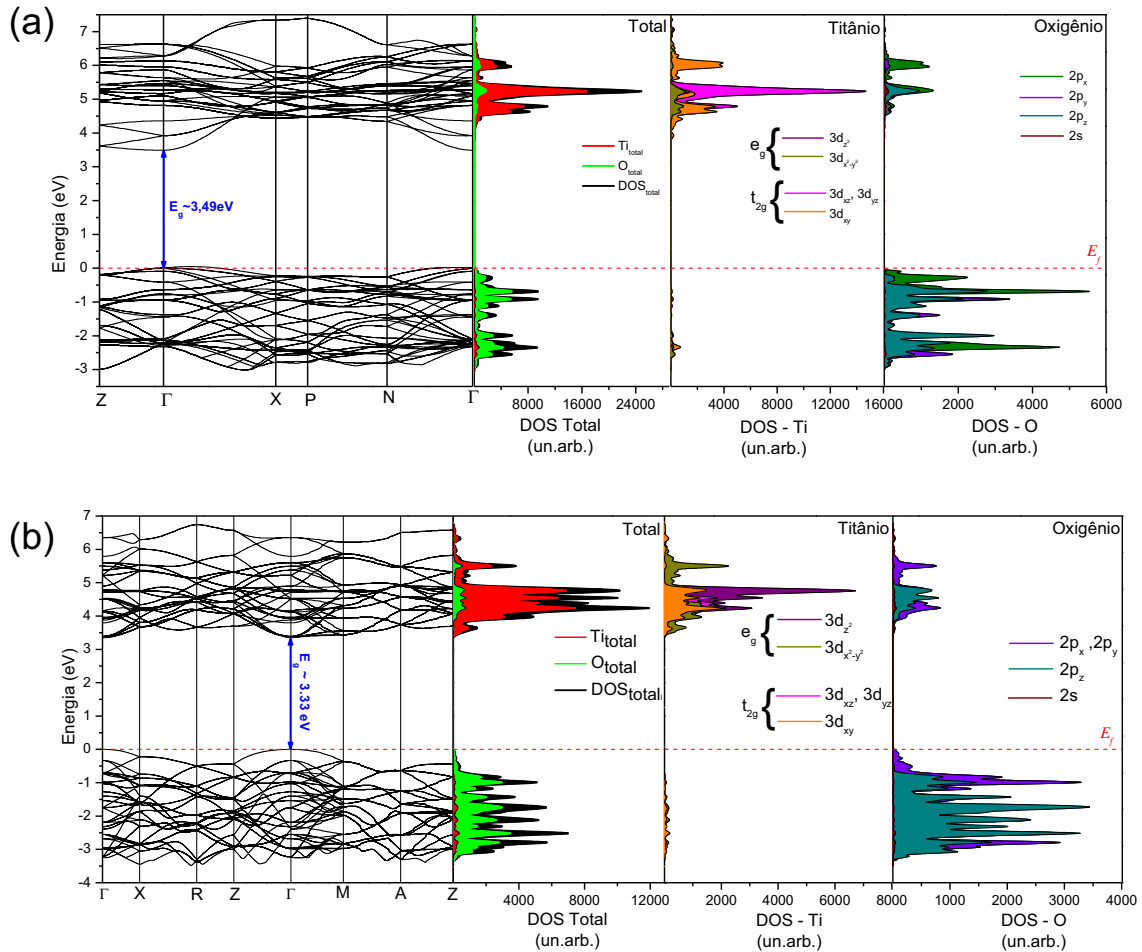 (a)
Energia (eV)
7
6
5
4
3
2
1
0
-1
-2
-3
Z Γ X P N Γ
E_g~3,49eV
Total
Ti_total
O_total
DOS_total
8000 16000 24000
DOS Total
(un.arb.)
Titânio
e_g { 3d_z²
3d_x²-y²
t_2g { 3d_xz, 3d_yz
3d_xy
4000 8000 12000 16000
DOS - Ti
(un.arb.)
Oxigênio
2p_x
2p_y
2p_z
2s
E_f
2000 4000 6000
DOS - O
(un.arb.)
(b)
Energia (eV)
7
6
5
4
3
2
1
0
-1
-2
-3
-4
Γ X R Z Γ M A Z
E_g ~ 3.33 eV
Total
Ti_total
O_total
DOS_total
4000 8000 12000
DOS Total
(un.arb.)
Titânio
e_g { 3d_z²
3d_x²-y²
t_2g { 3d_xz, 3d_yz
3d_xy
2000 4000 6000 8000
DOS - Ti
(un.arb.)
Oxigênio
2p_x ,2p_y
2p_z
2s
E_f
1000 2000 3000 4000
DOS - O
(un.arb.)